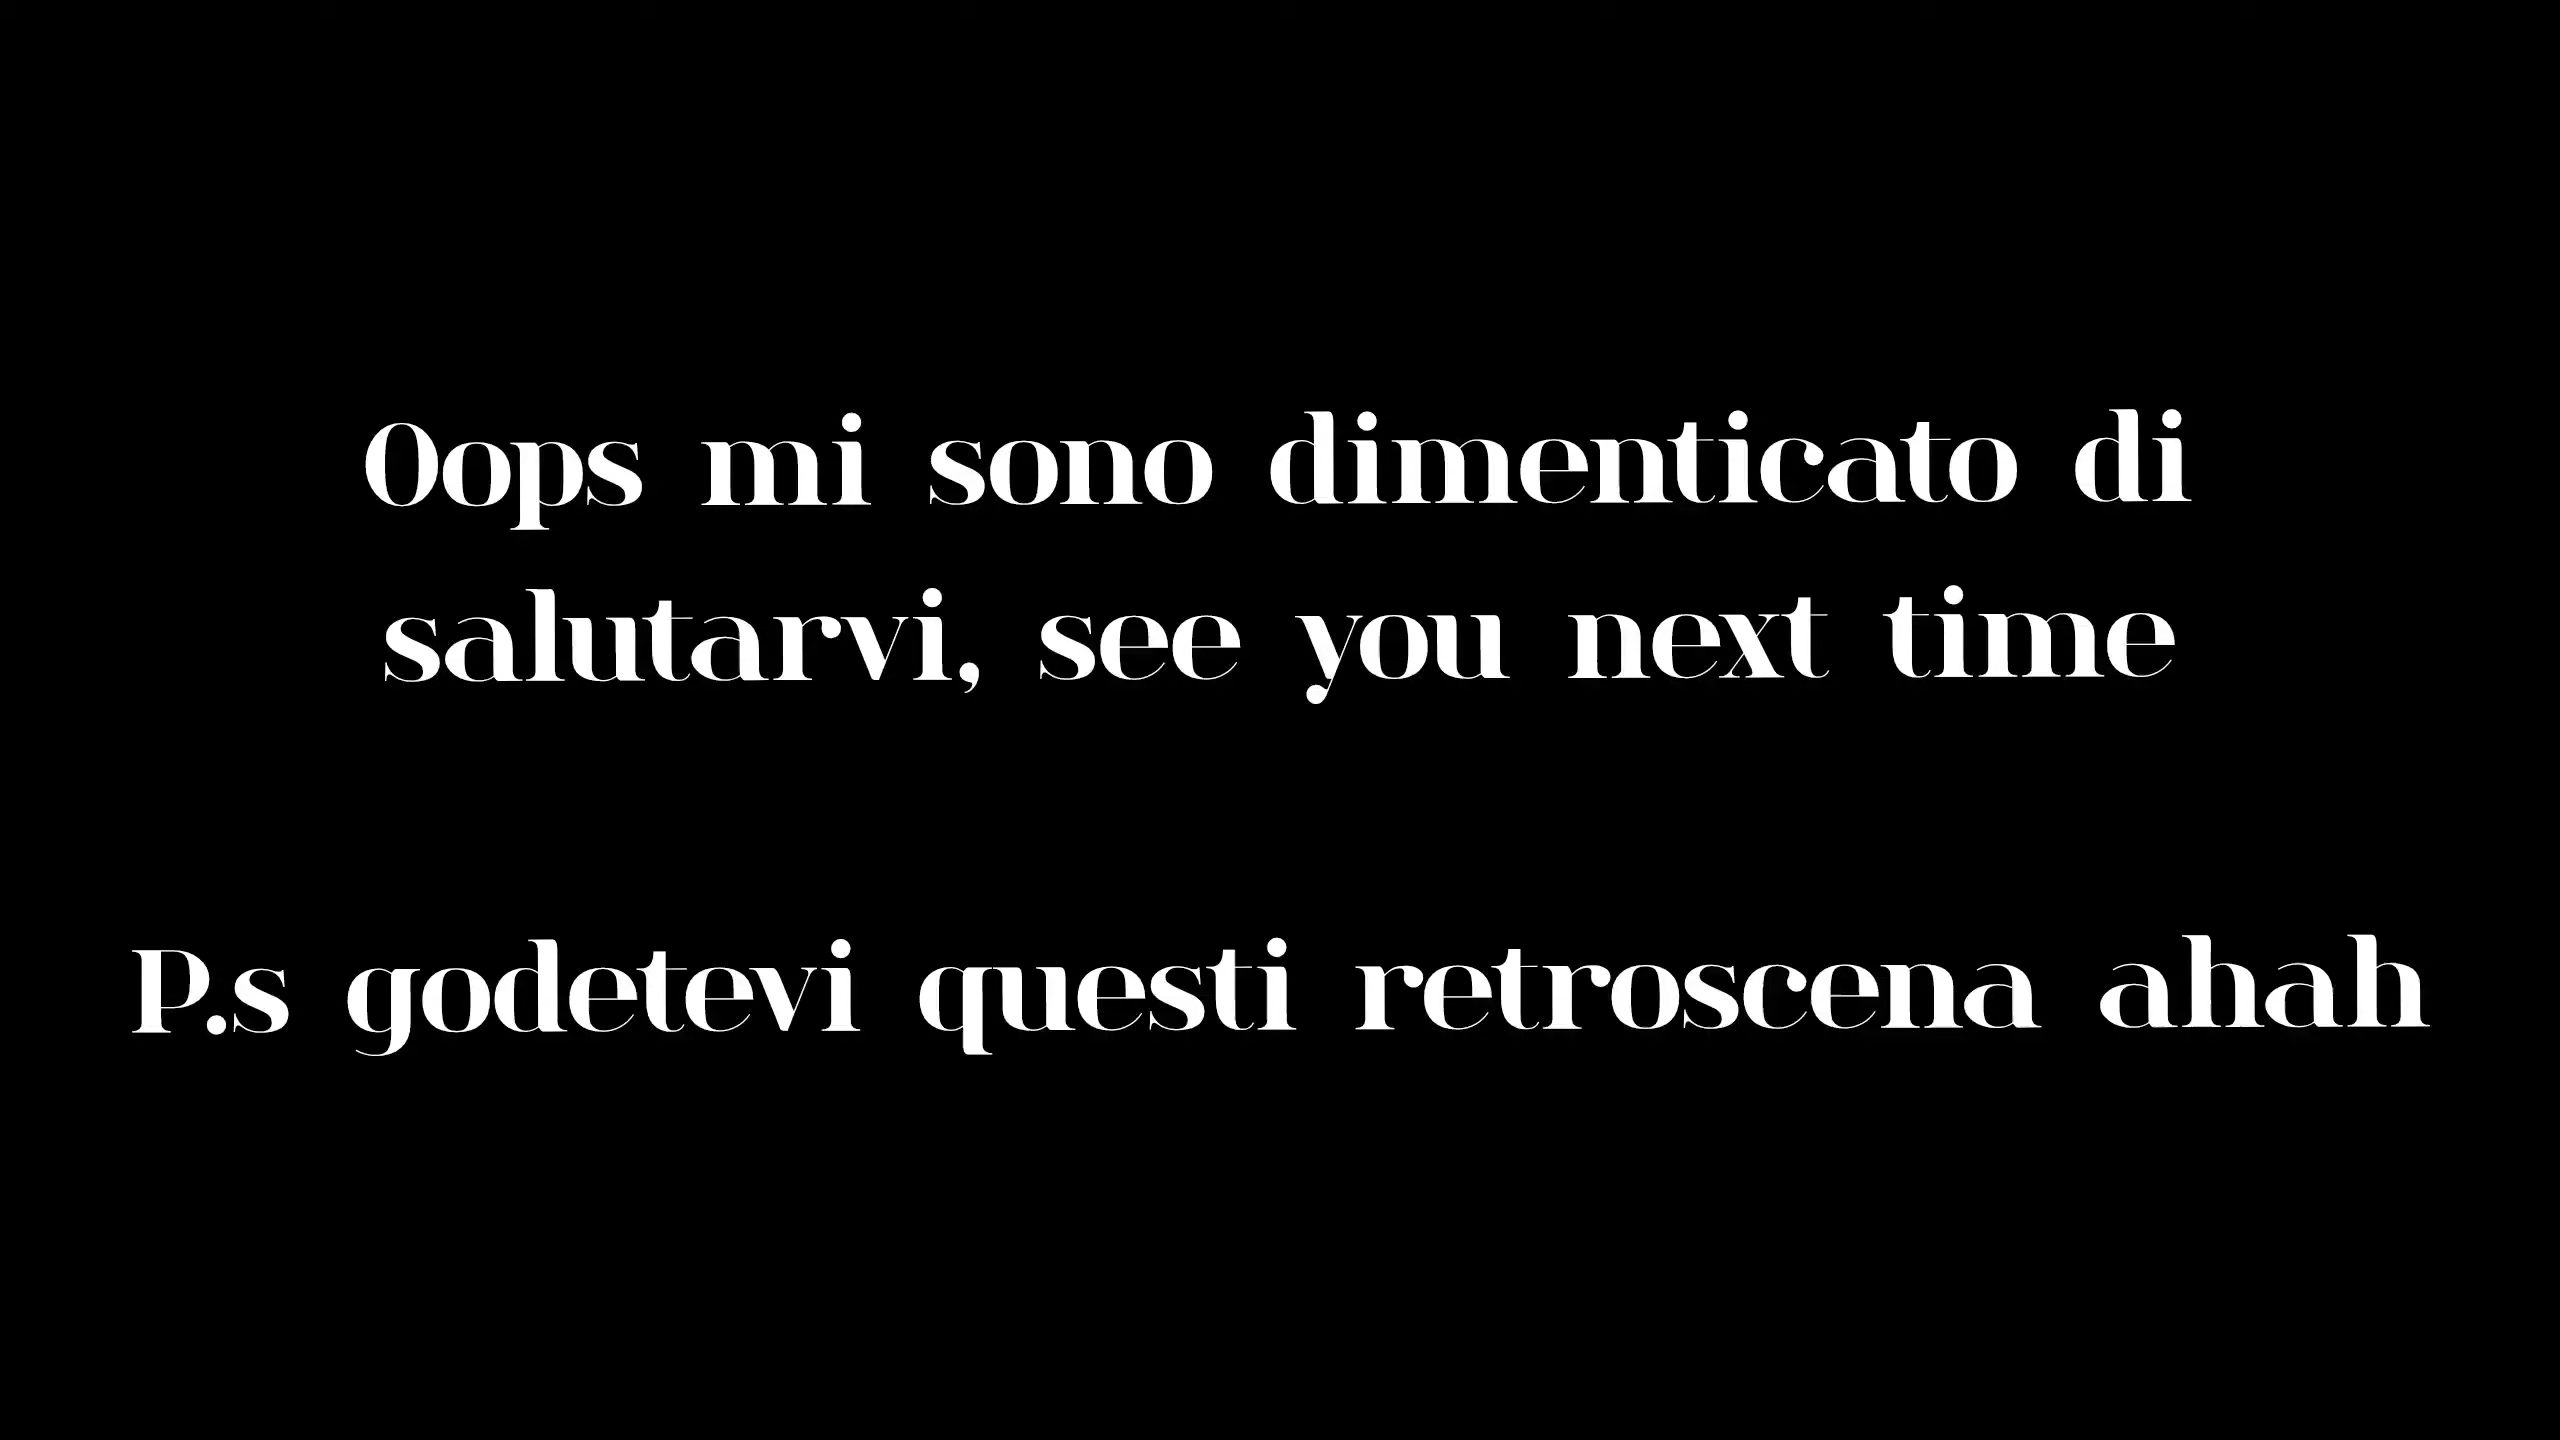 Oops mi sono dimenticato di
salutarvi, see you next time
P.s godetevi questi retroscena ahah